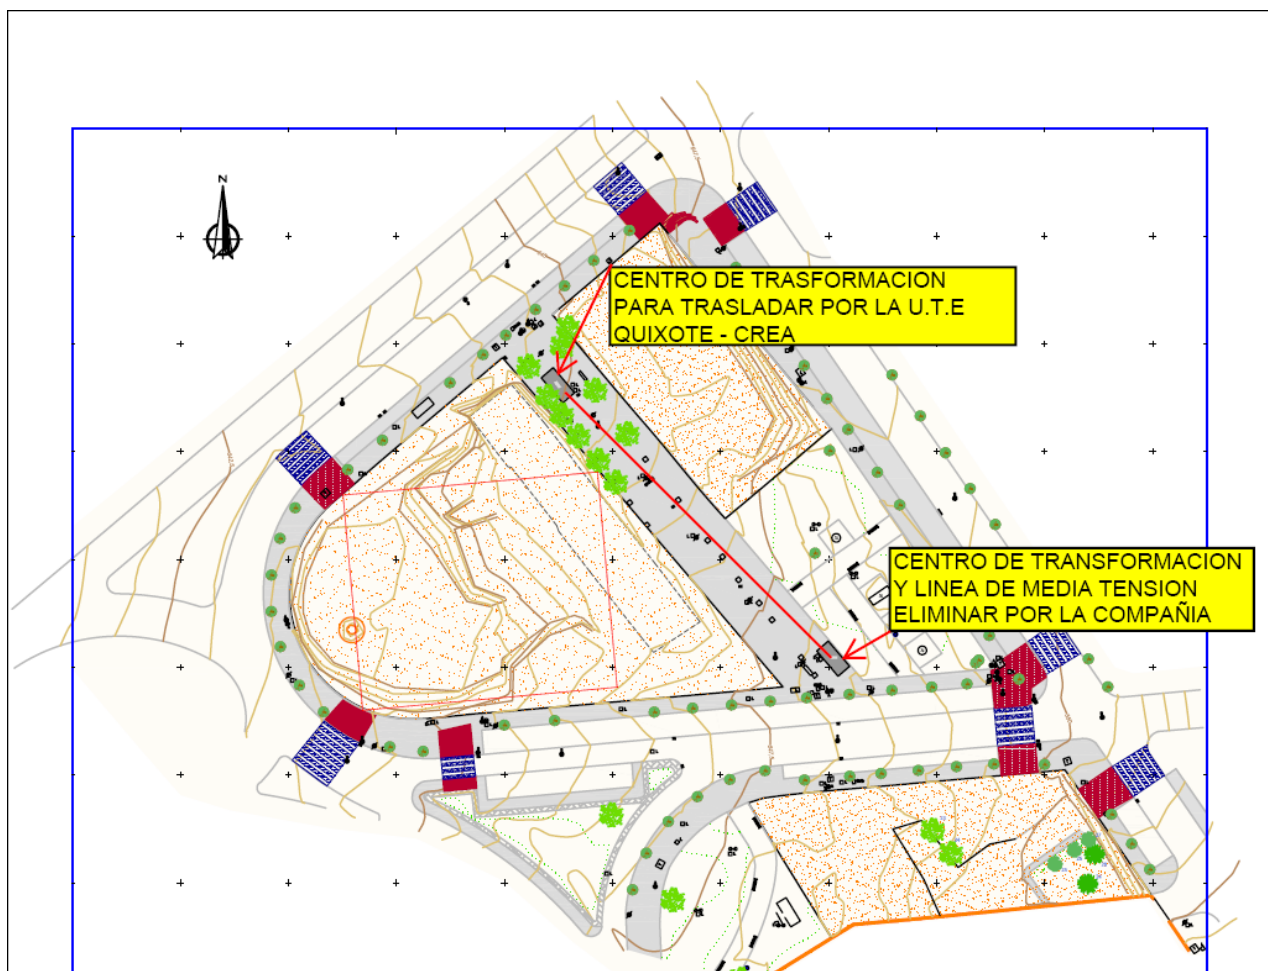 N
CENTRO DE TRASFORMACION
PARA TRASLADAR POR LA U.T.E
QUIXOTE - CREA
CENTRO DE TRANSFORMACION
Y LINEA DE MEDIA TENSION
ELIMINAR POR LA COMPAÑIA